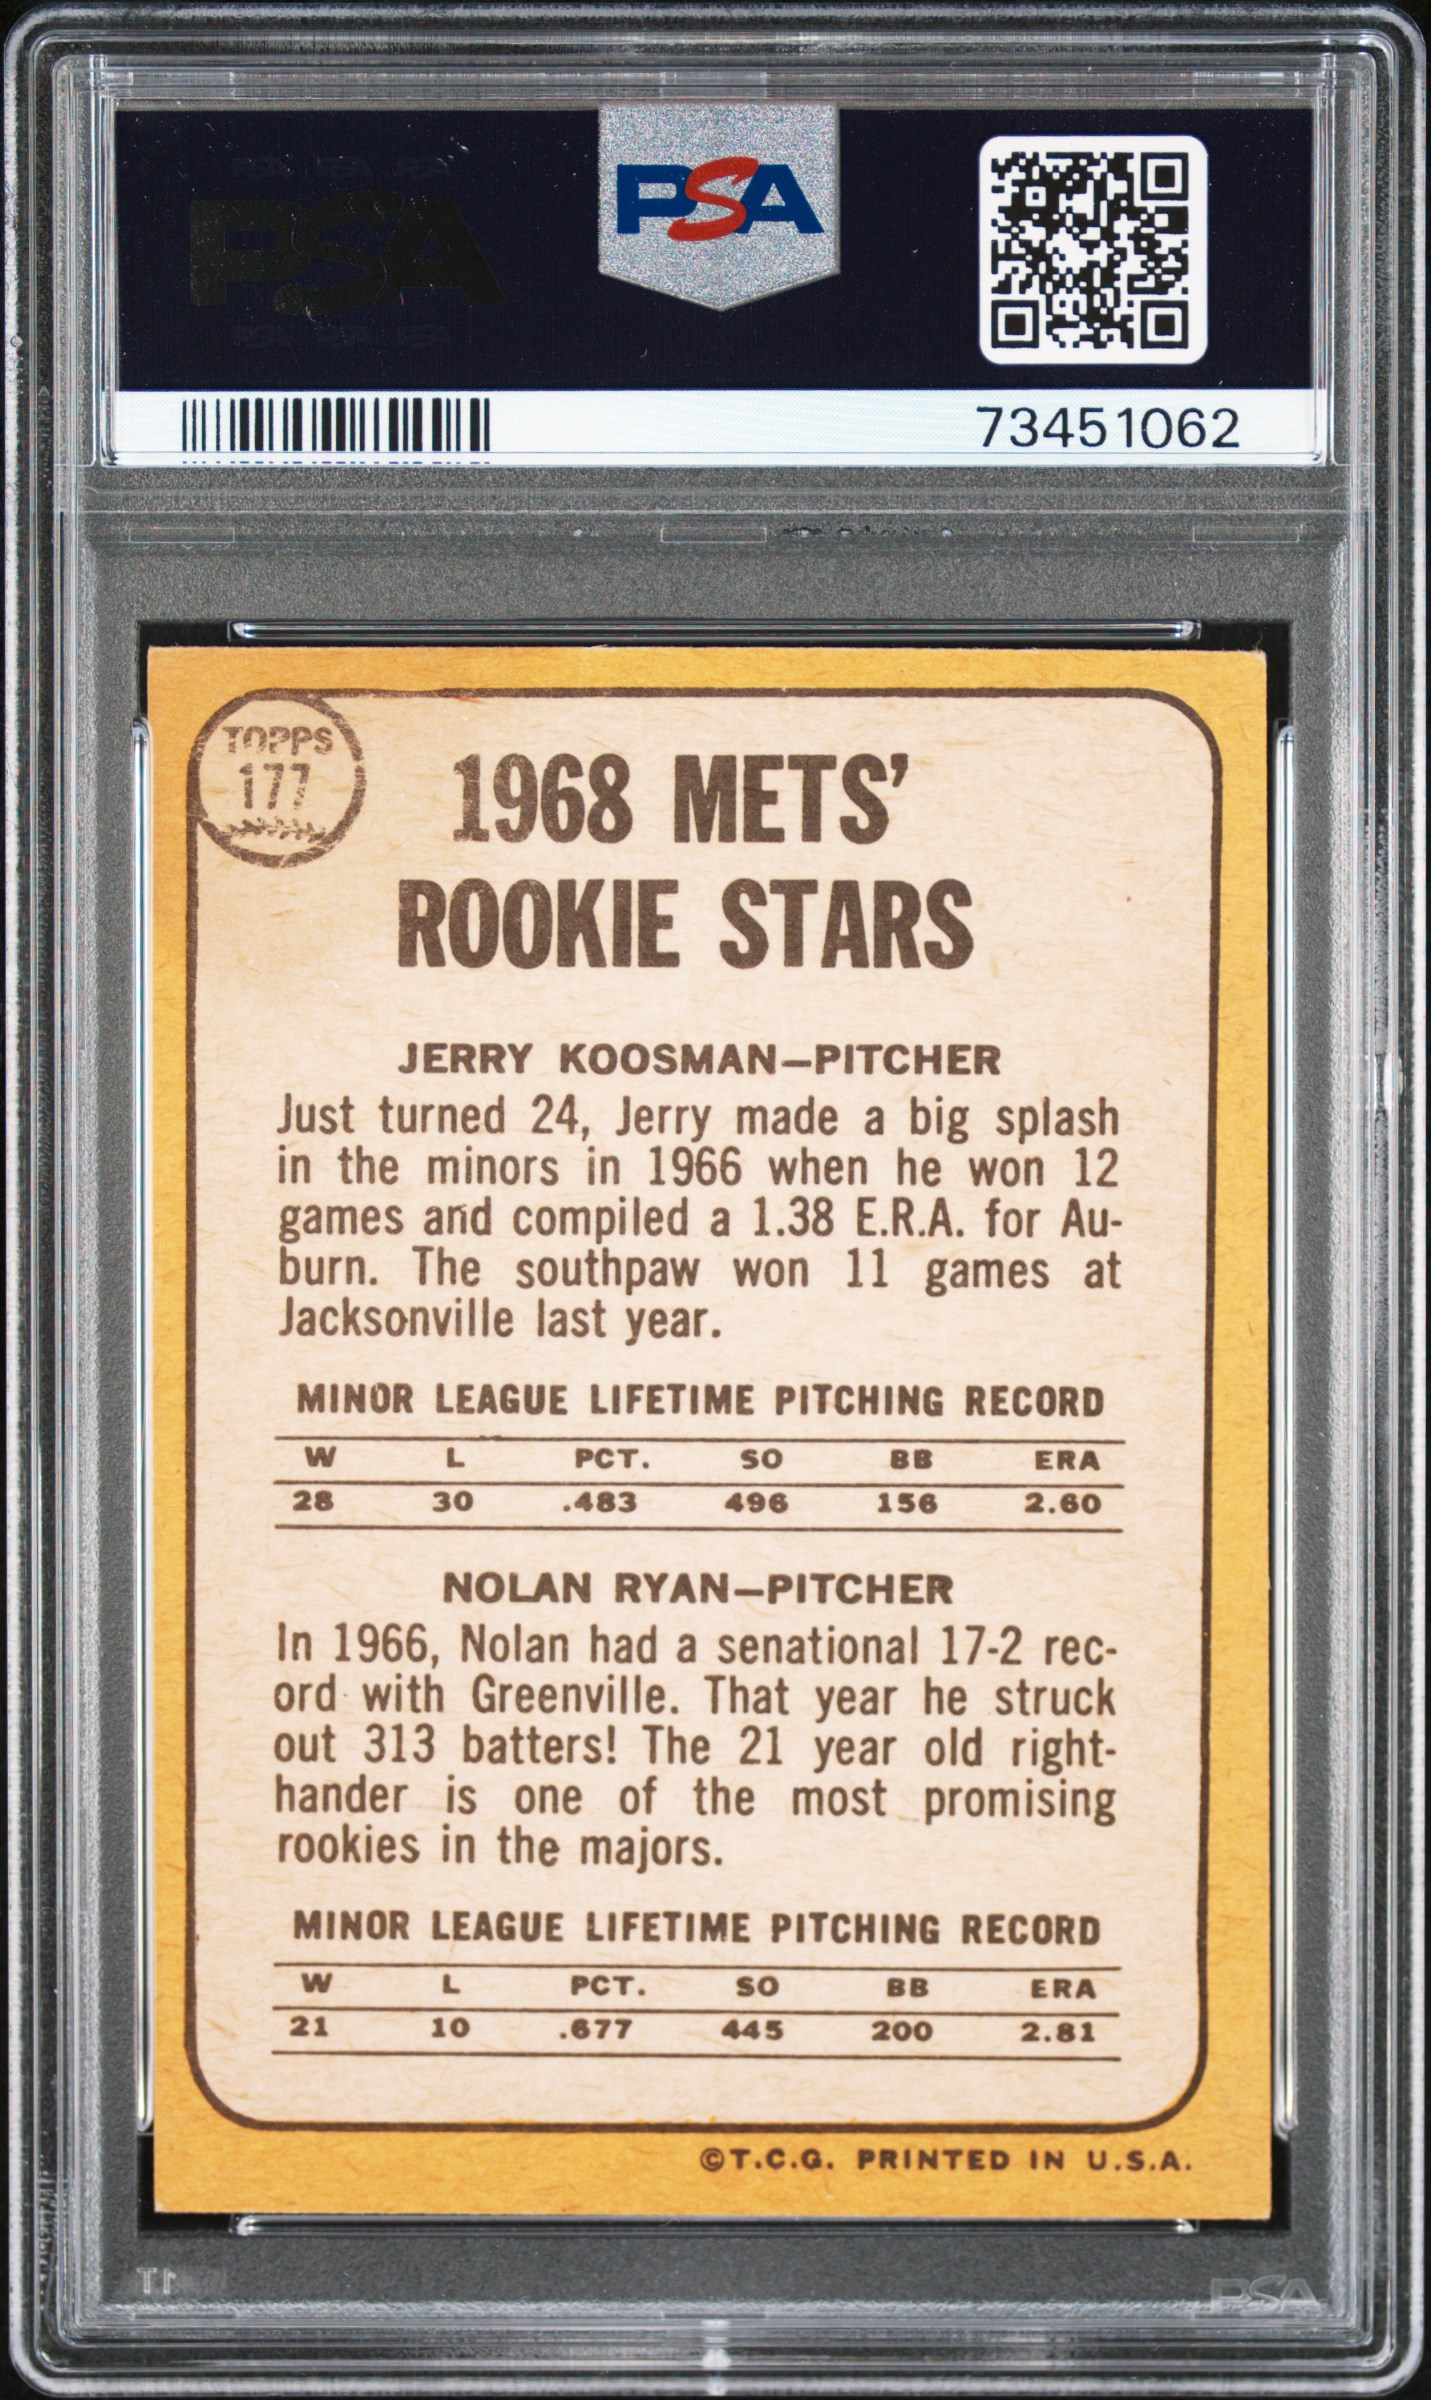 PSA
PSA
73451062
TOPPS
177
1968 METS'
ROOKIE STARS
JERRY KOOSMAN—PITCHER
Just turned 24, Jerry made a big splash
in the minors in 1966 when he won 12
games and compiled a 1.38 E.R.A. for Au-
burn. The southpaw won 11 games at
Jacksonville last year.
MINOR LEAGUE LIFETIME PITCHING RECORD
W L PCT. SO BB ERA
28 30 .483 496 156 2.60
NOLAN RYAN—PITCHER
In 1966, Nolan had a senational 17-2 rec-
ord with Greenville. That year he struck
out 313 batters! The 21 year old right-
hander is one of the most promising
rookies in the majors.
MINOR LEAGUE LIFETIME PITCHING RECORD
W L PCT. SO BB ERA
21 10 .677 445 200 2.81
©T.C.G. PRINTED IN U.S.A.
PSA